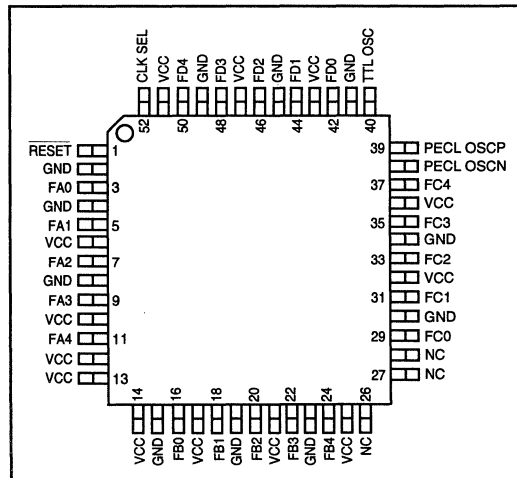 CLK SEL
VCC
FD4
GND
FD3
VCC
FD2
GND
FD1
VCC
FD0
GND
TTL OSC
52
50
48
46
44
42
40
RESET 1
GND
FA0 3
GND
FA1 5
VCC
FA2 7
GND
FA3 9
VCC
FA4 11
VCC
VCC 13
39 PECL OSCP
PECL OSCN
37 FC4
VCC
35 FC3
GND
33 FC2
VCC
31 FC1
GND
29 FC0
NC
27 NC
14
16
18
20
22
24
26
VCC
GND
FB0
VCC
FB1
GND
FB2
VCC
FB3
GND
FB4
VCC
NC